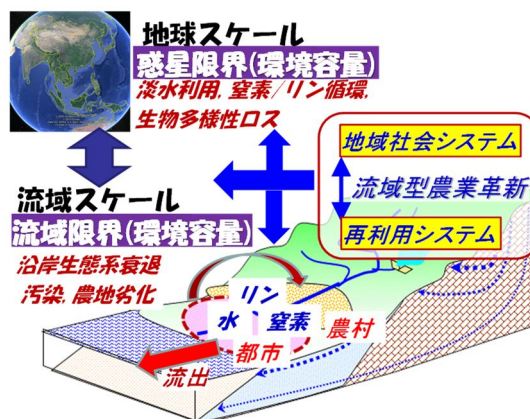 地球スケール
惑星限界(環境容量)
淡水利用, 窒素/リン循環,
生物多様性ロス
地域社会システム
流域型農業革新
再利用システム
流域スケール
流域限界(環境容量)
沿岸生態系衰退
汚染, 農地劣化
リン
水 窒素
農村
都市
流出